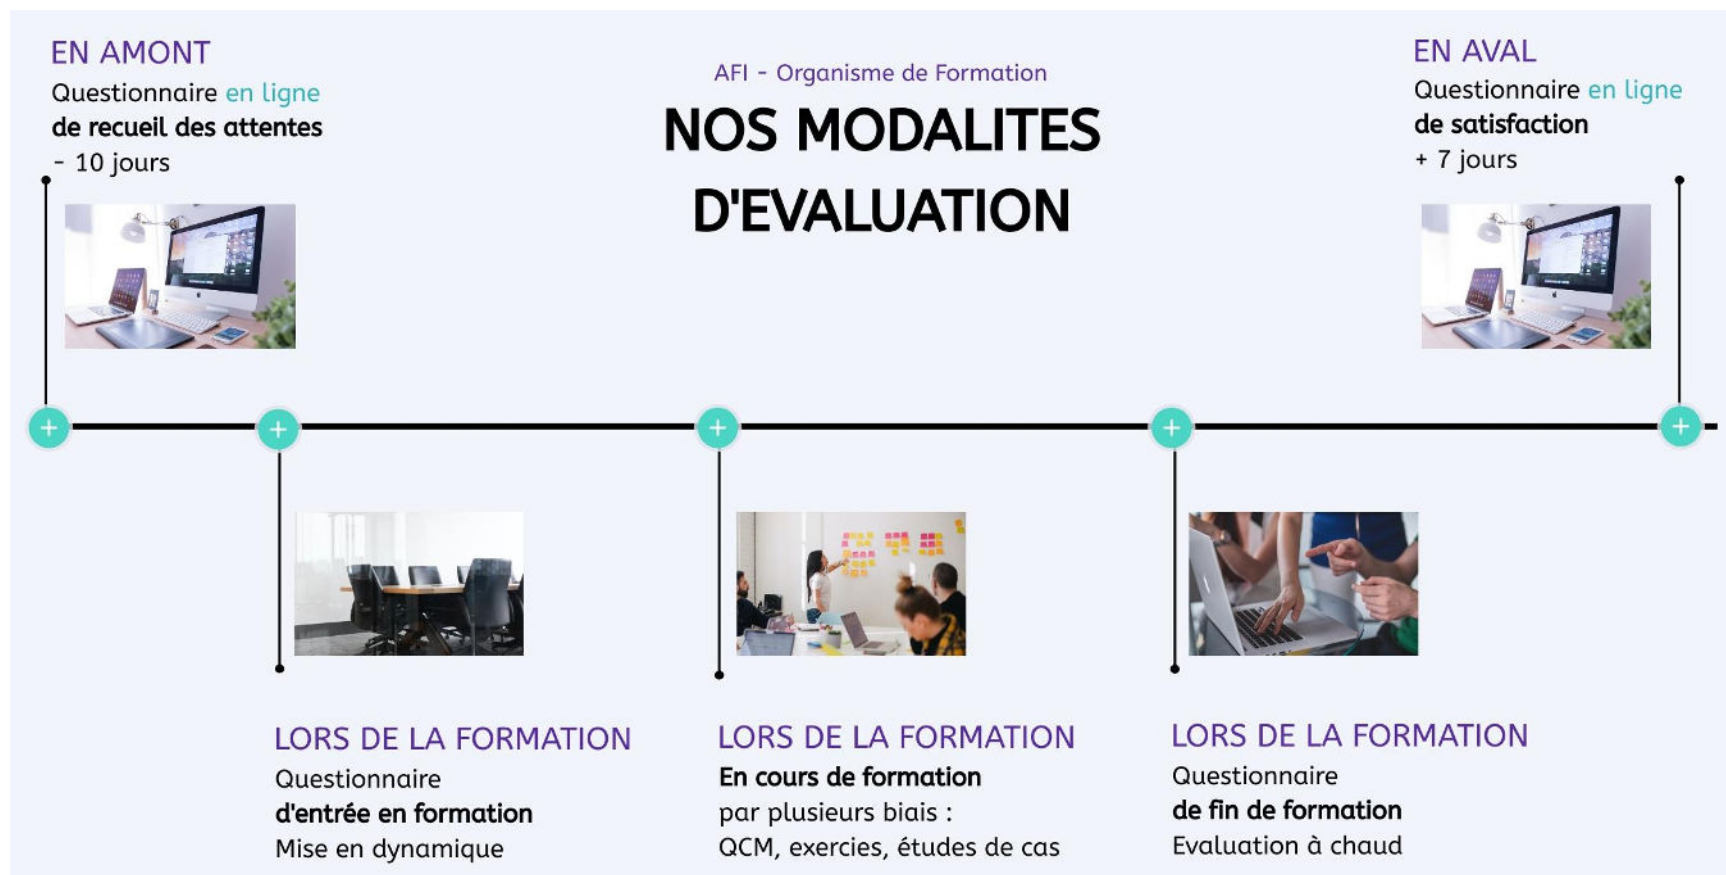 AFI - Organisme de Formation
NOS MODALITES
D'EVALUATION
EN AMONT
Questionnaire en ligne
de recueil des attentes
- 10 jours
LORS DE LA FORMATION
Questionnaire
d'entrée en formation
Mise en dynamique
LORS DE LA FORMATION
En cours de formation
par plusieurs biais :
QCM, exercies, études de cas
LORS DE LA FORMATION
Questionnaire
de fin de formation
Evaluation à chaud
EN AVAL
Questionnaire en ligne
de satisfaction
+ 7 jours